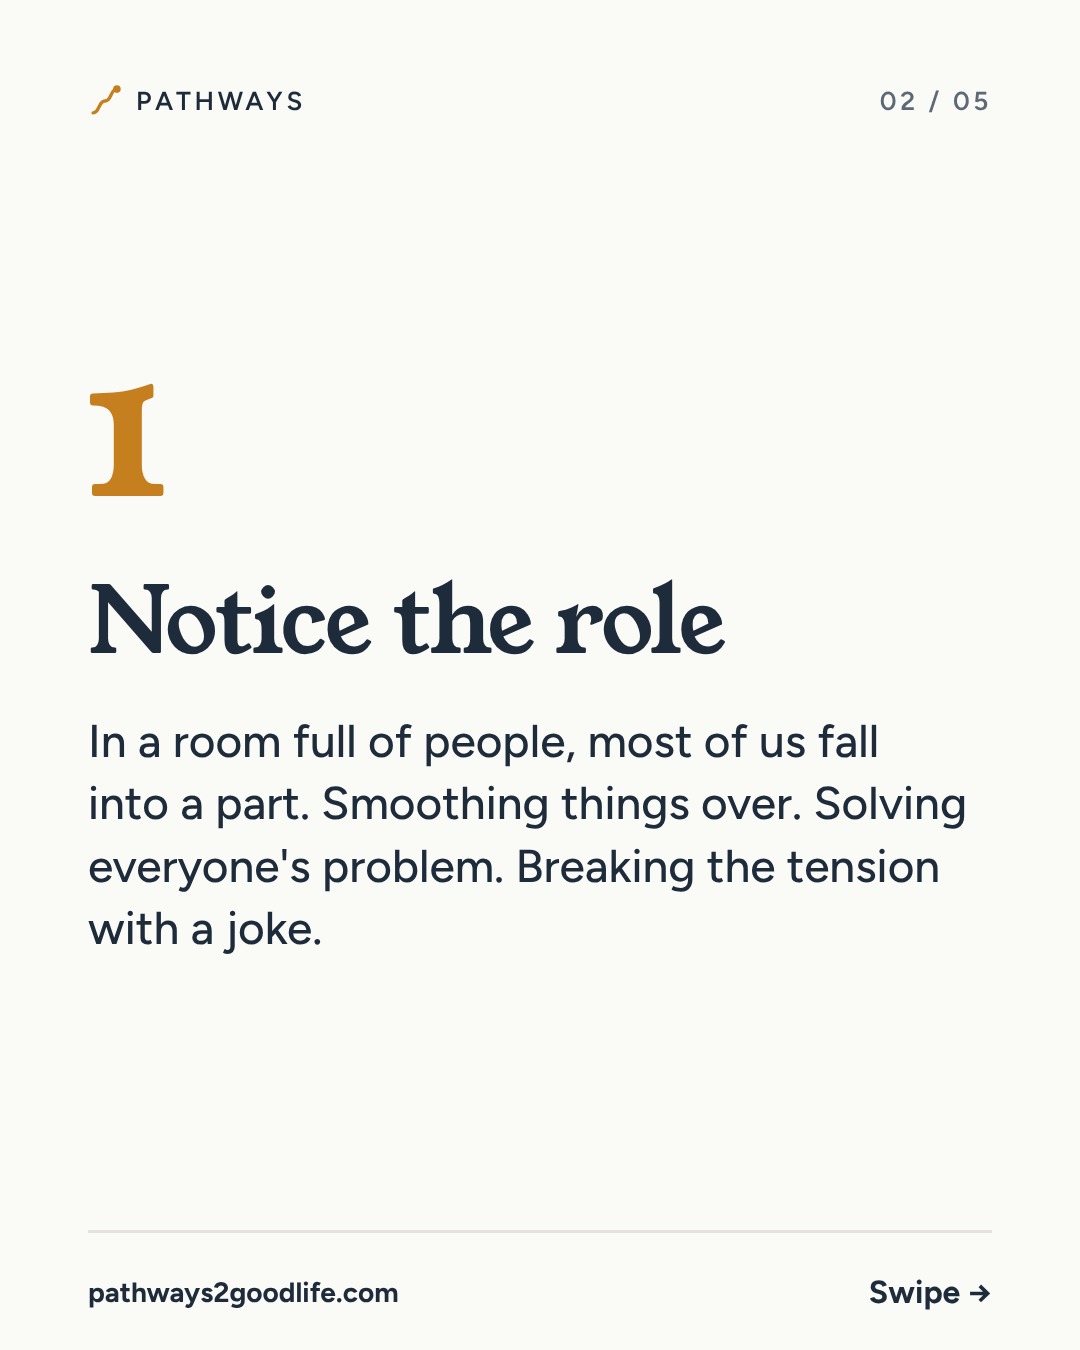 PATHWAYS
02 / 05
1
Notice the role
In a room full of people, most of us fall
into a part. Smoothing things over. Solving
everyone's problem. Breaking the tension
with a joke.
pathways2goodlife.com
Swipe →